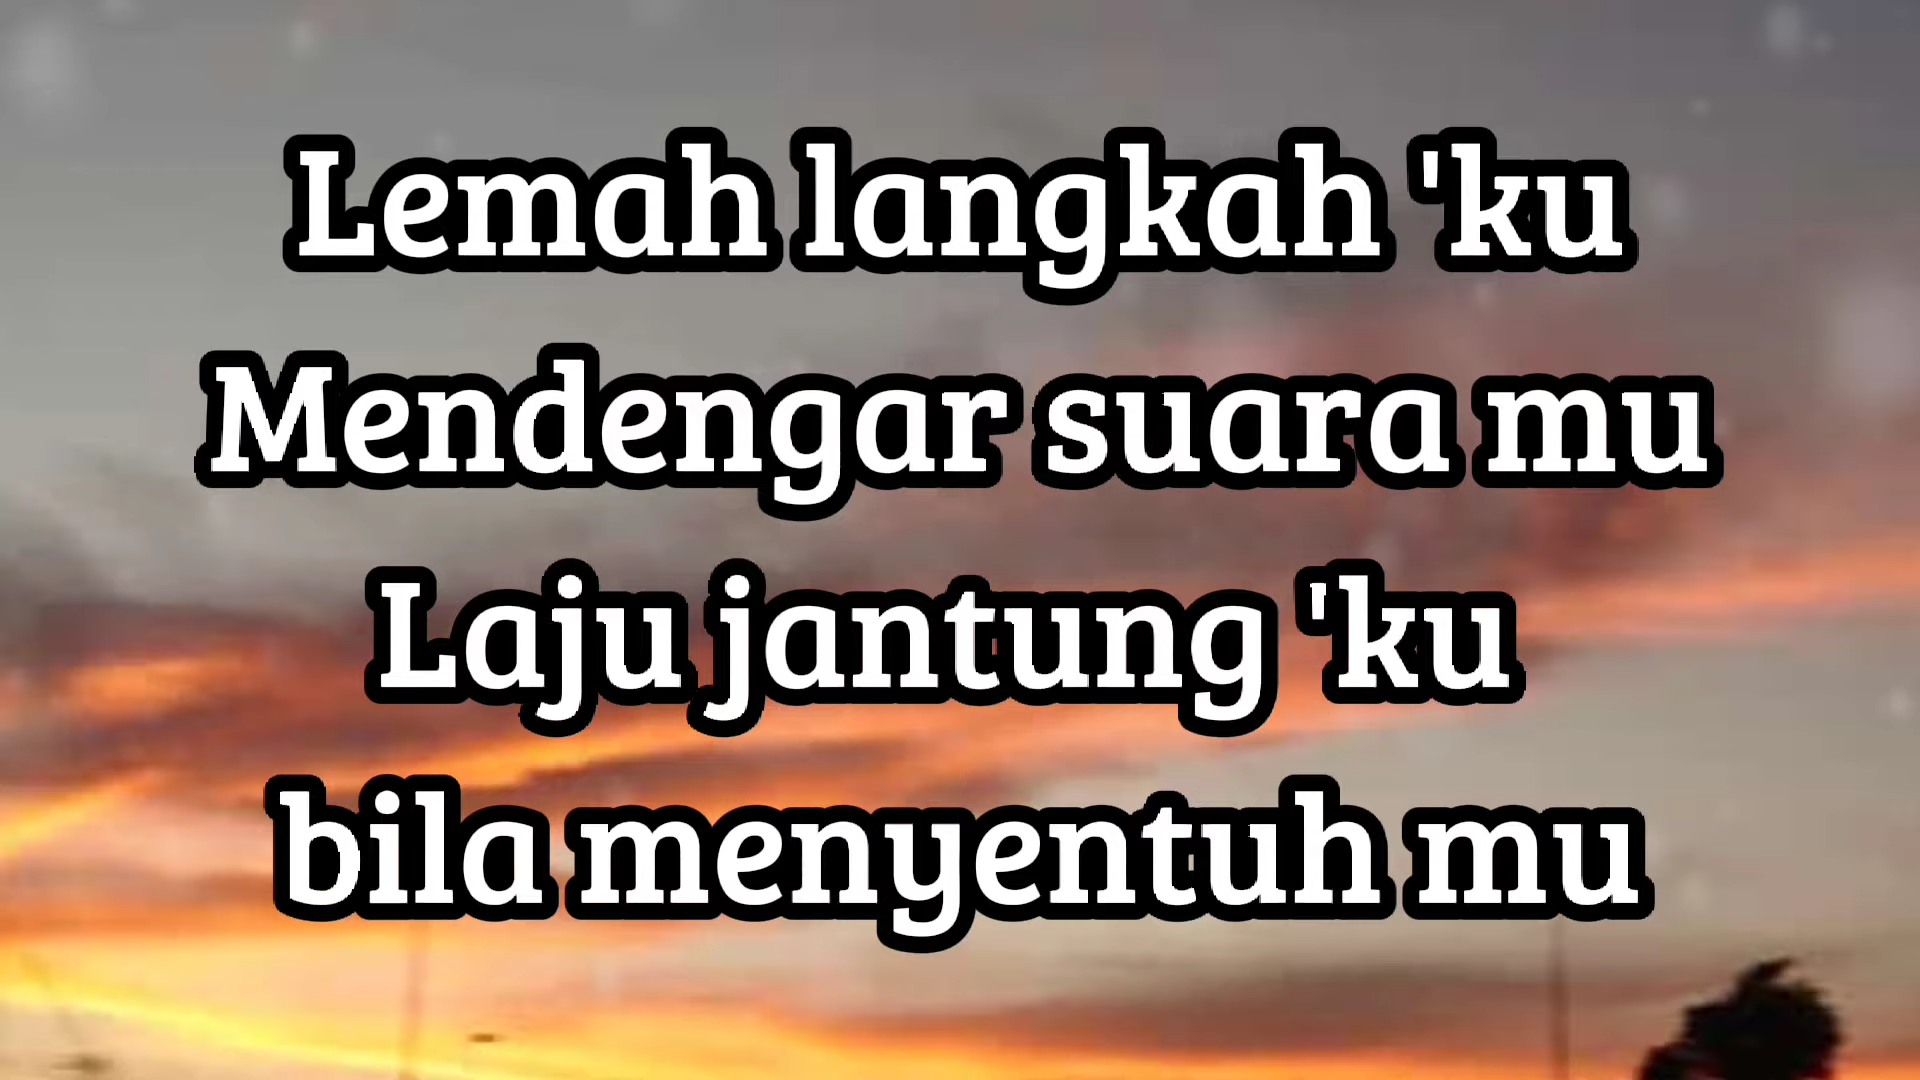 Lemah langkah 'ku
Mendengar suara mu
Laju jantung 'ku
bila menyentuh mu